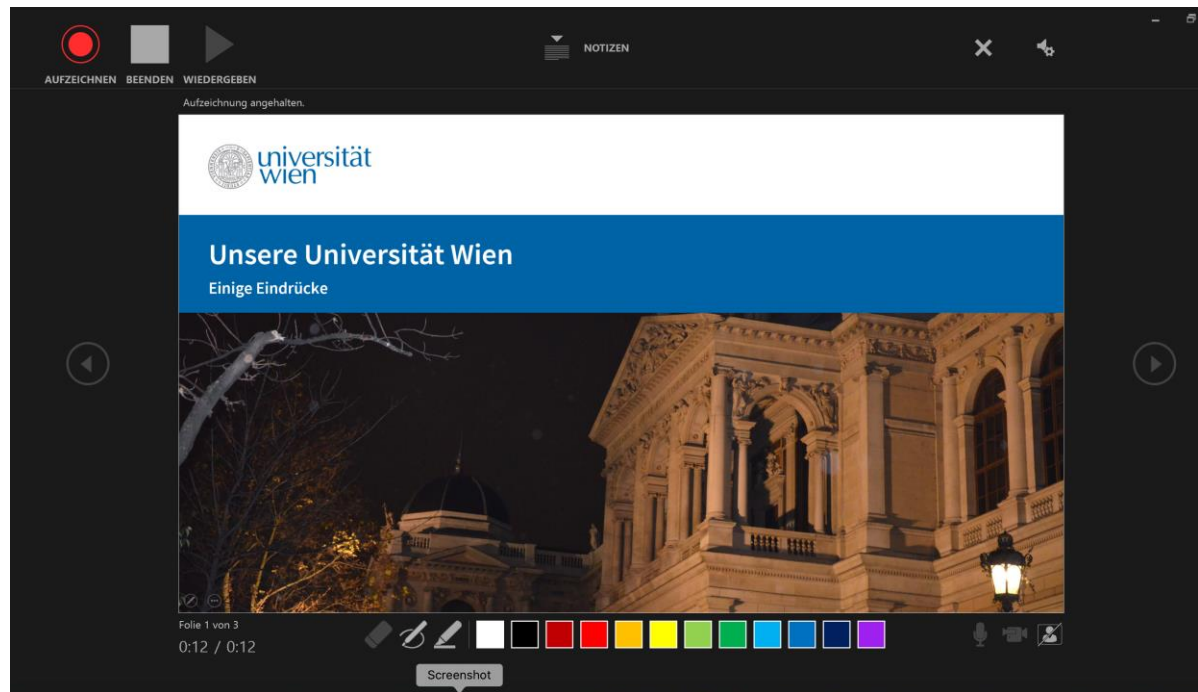 NOTIZEN
AUFZEICHNEN BEENDEN WIEDERGEBEN
Aufzeichnung angehalten.
universität
wien
Unsere Universität Wien
Einige Eindrücke
Folie 1 von 3
0:12 / 0:12
Screenshot